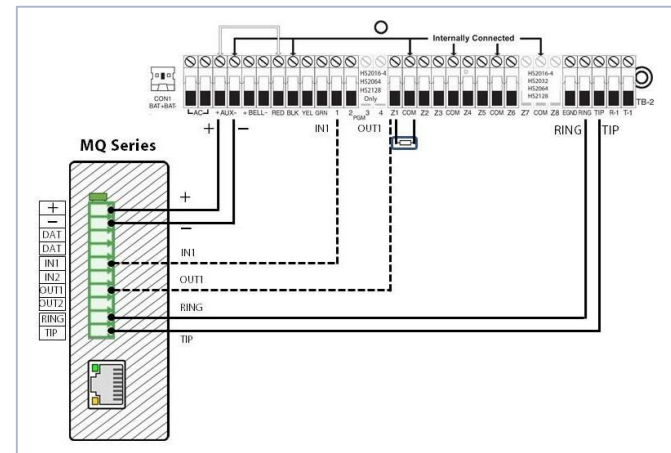 Internally Connected
HS2016-4
HS2064
HS2128
Only
HS2016-4
HS2032
HS2064
HS2128
CON1
BAT+BAT-
TB-2
AC + AUX- + BELL- RED BLK YEL GRN 1 2 3 4 Z1 COM Z2 Z3 COM Z4 Z5 COM Z6 Z7 COM Z8 EGND RING TIP R-1 T-1
PGM
+ − IN1 OUT1 RING TIP
MQ Series
+
−
DAT
DAT
IN1
IN2
OUT1
OUT2
RING
TIP
+
−
IN1
OUT1
RING
TIP